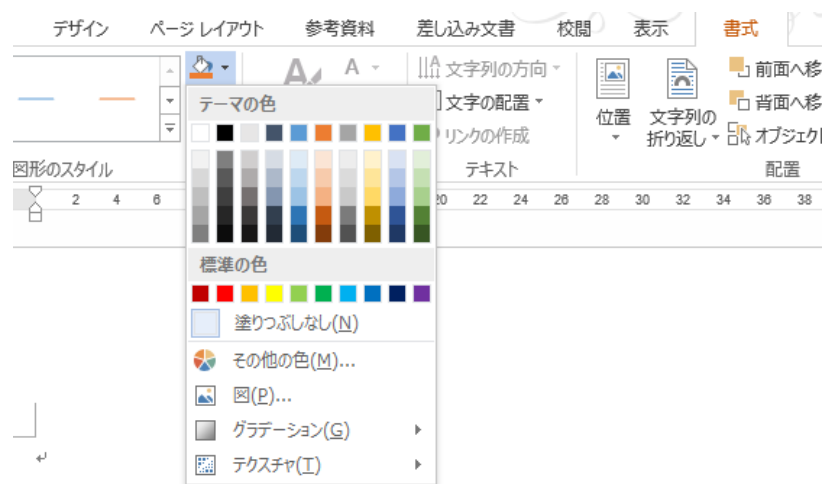 デザイン ページ レイアウト 参考資料 差し込み文書 校閲 表示 書式
A A 文字列の方向 前面へ移
テーマの色 文字の配置 位置 文字列の 背面へ移
リンクの作成 折り返し オブジェクト
図形のスタイル テキスト 配置
2 4 6 20 22 24 26 28 30 32 34 36 38
標準の色
塗りつぶしなし(N)
その他の色(M)...
図(P)...
グラデーション(G)
テクスチャ(T)